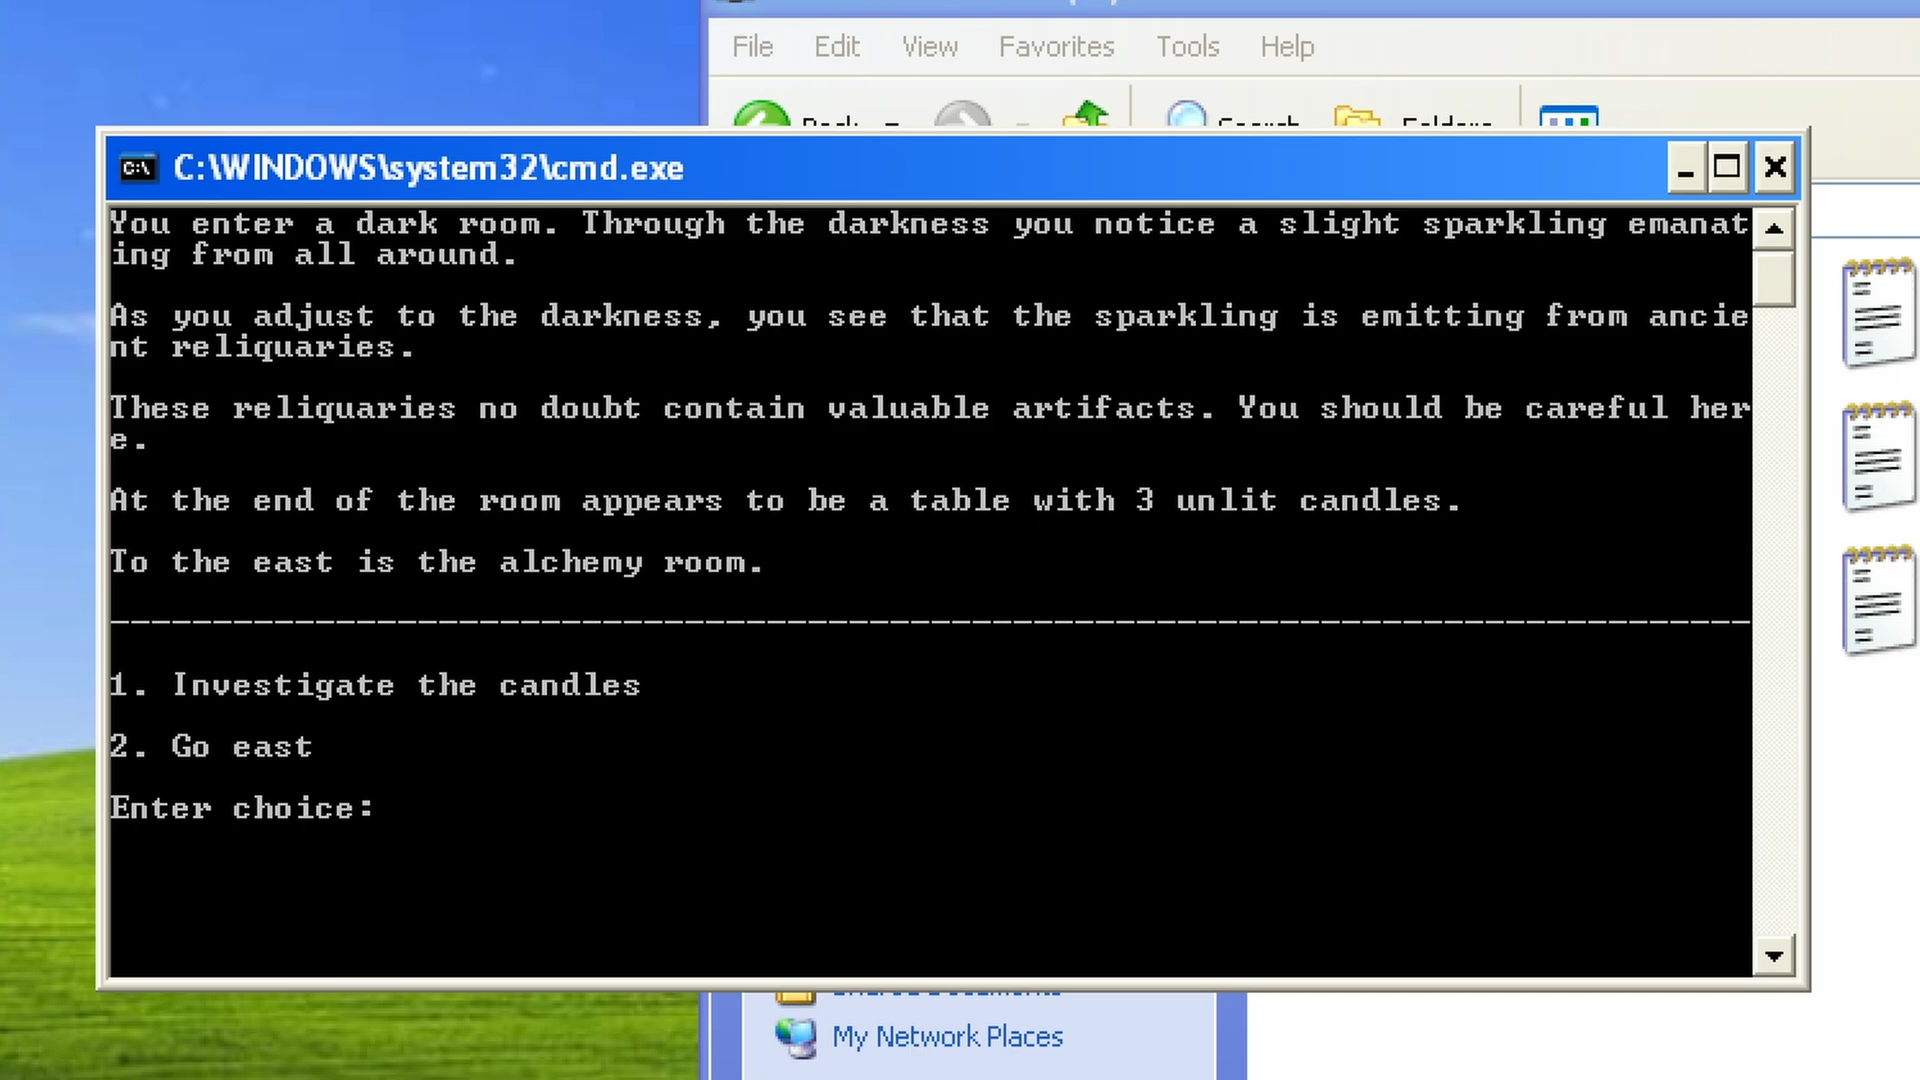 File Edit View Favorites Tools Help
Back Search Folders
C:\WINDOWS\system32\cmd.exe
You enter a dark room. Through the darkness you notice a slight sparkling emanat
ing from all around.
As you adjust to the darkness, you see that the sparkling is emitting from ancie
nt reliquaries.
These reliquaries no doubt contain valuable artifacts. You should be careful her
e.
At the end of the room appears to be a table with 3 unlit candles.
To the east is the alchemy room.
--------------------------------------------------------------------------------
1. Investigate the candles
2. Go east
Enter choice:
My Network Places